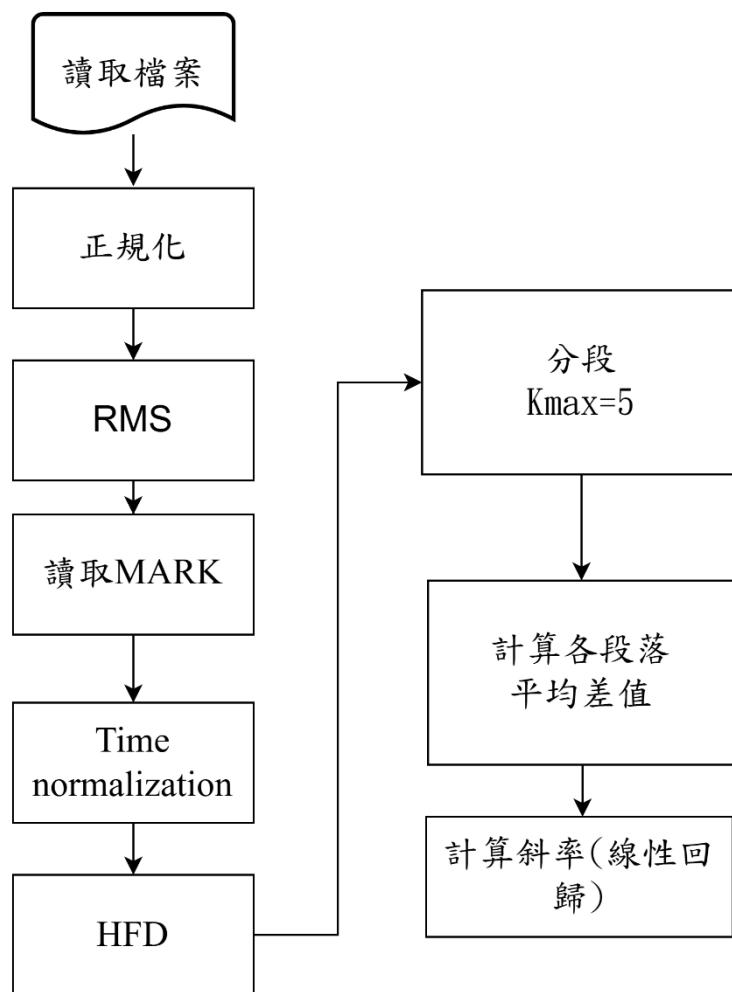 讀取檔案
正規化
RMS
讀取MARK
Time
normalization
HFD
分段
Kmax=5
計算各段落
平均差值
計算斜率(線性回
歸)